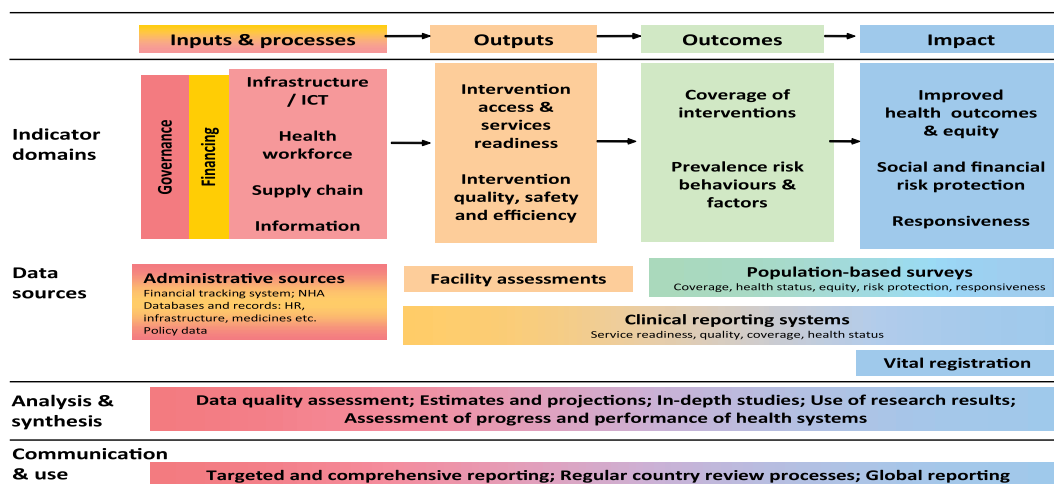 Inputs & processes
Outputs
Outcomes
Impact
Indicator
domains
Governance
Financing
Infrastructure
/ ICT
Health
workforce
Supply chain
Information
Intervention
access &
services
readiness
Intervention
quality, safety
and efficiency
Coverage of
interventions
Prevalence risk
behaviours &
factors
Improved
health outcomes
& equity
Social and financial
risk protection
Responsiveness
Data
sources
Administrative sources
Financial tracking system; NHA
Databases and records: HR,
infrastructure, medicines etc.
Policy data
Facility assessments
Population-based surveys
Coverage, health status, equity, risk protection, responsiveness
Clinical reporting systems
Service readiness, quality, coverage, health status
Vital registration
Analysis &
synthesis
Data quality assessment; Estimates and projections; In-depth studies; Use of research results;
Assessment of progress and performance of health systems
Communication
& use
Targeted and comprehensive reporting; Regular country review processes; Global reporting